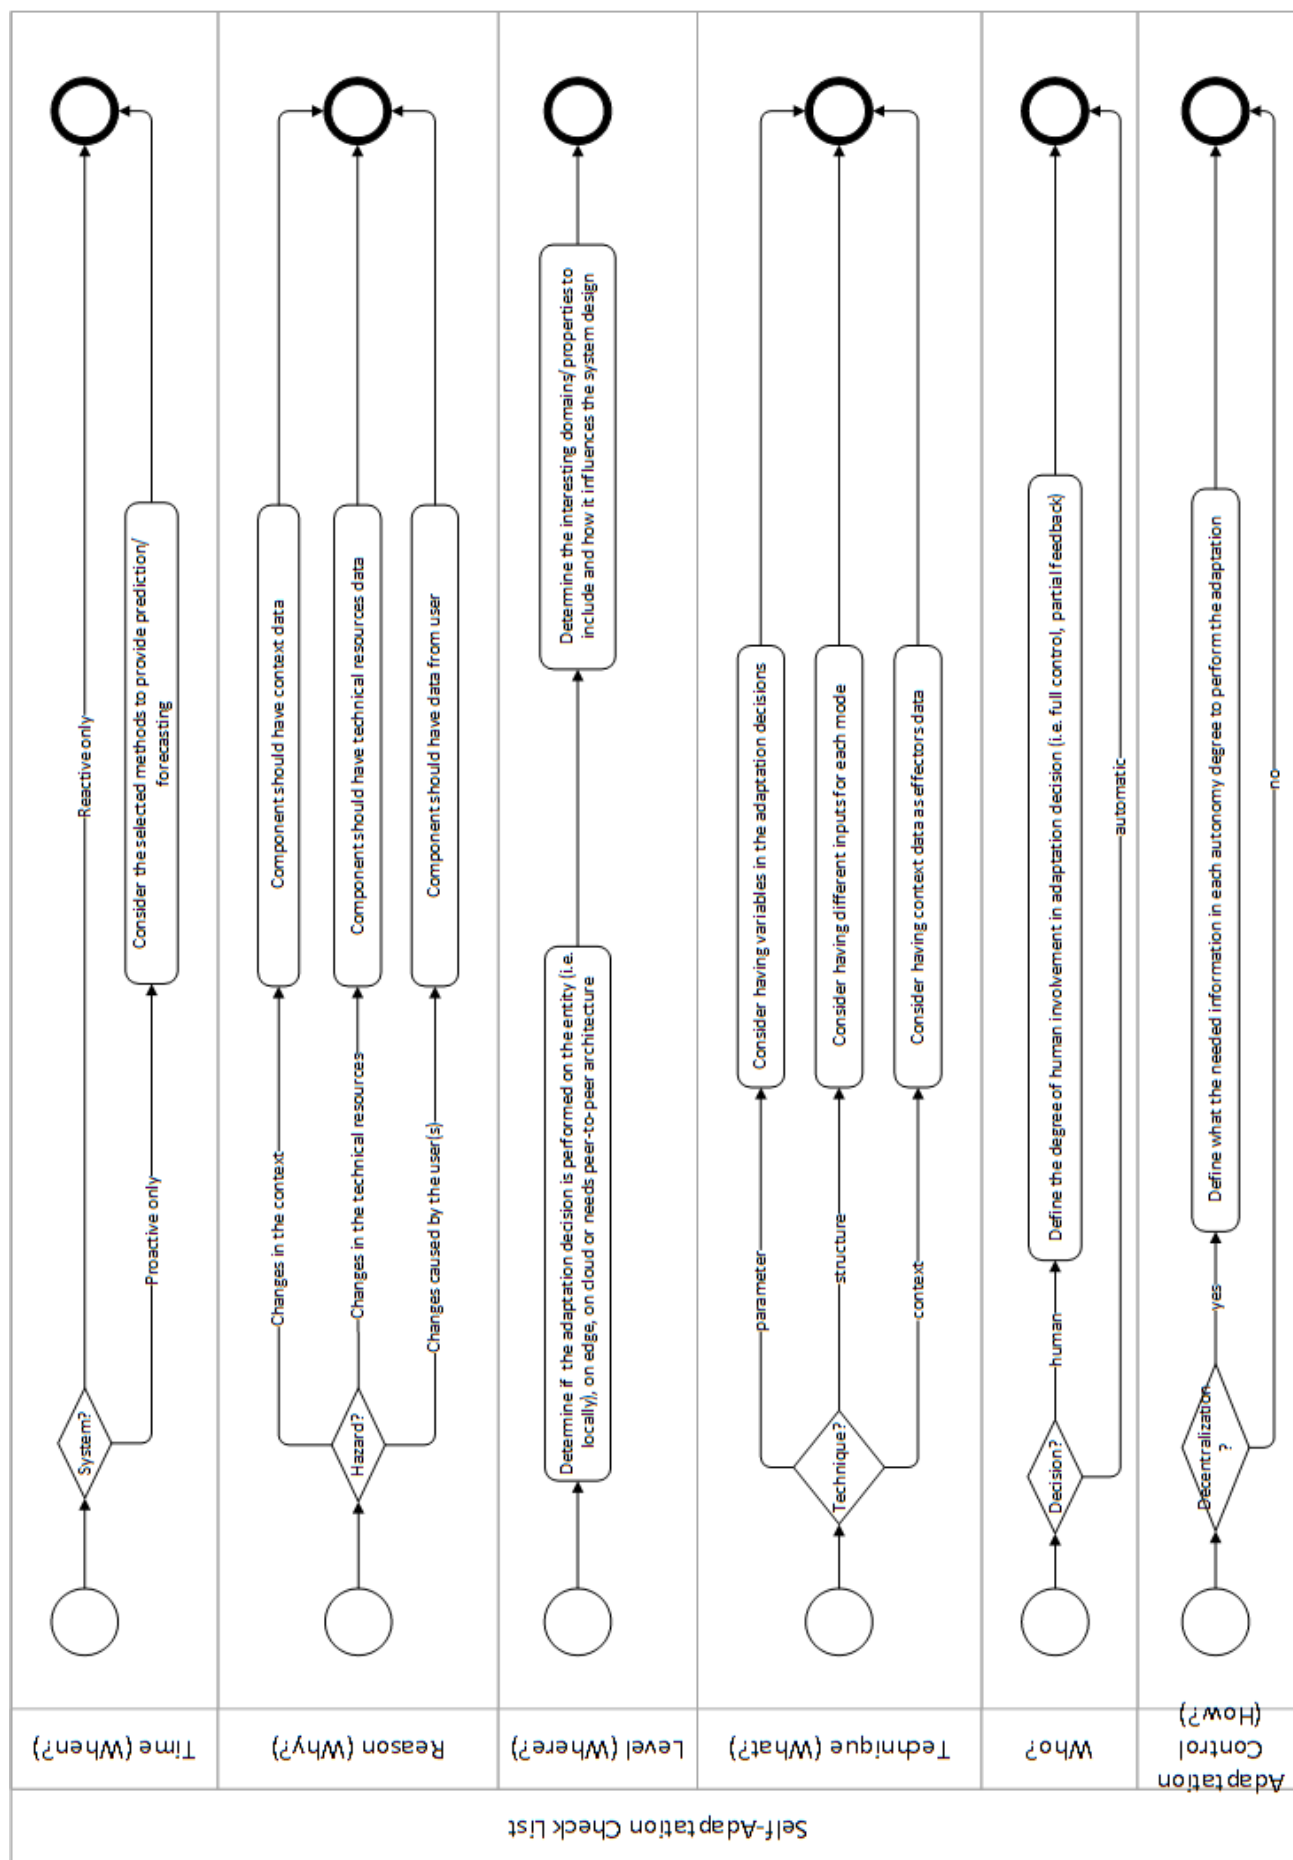 Self-Adaptation Check List
Time (When?)
System?
Reactive only
Proactive only
Consider the selected methods to provide prediction/
forecasting
Reason (Why?)
Hazard?
Changes in the context
Component should have context data
Changes in the technical resources
Component should have technical resources data
Changes caused by the user(s)
Component should have data from user
Level (Where?)
Determine if the adaptation decision is performed on the entity (i.e.
locally), on edge, on cloud or needs peer-to-peer architecture
Determine the interesting domains/properties to
include and how it influences the system design
Technique (What?)
Technique?
parameter
Consider having variables in the adaptation decisions
structure
Consider having different inputs for each mode
context
Consider having context data as effectors data
Who?
Decision?
human
Define the degree of human involvement in adaptation decision (i.e. full control, partial feedback)
automatic
Adaptation
Control
(How?)
Decentralization
?
yes
Define what the needed information in each autonomy degree to perform the adaptation
no